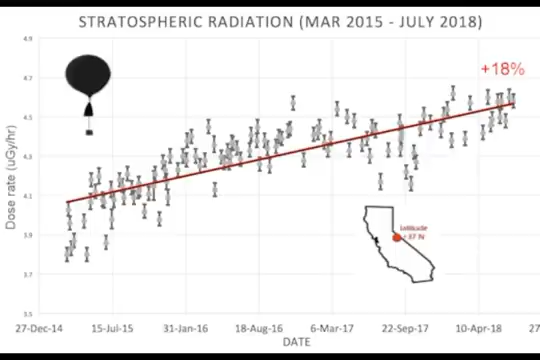 STRATOSPHERIC RADIATION (MAR 2015 - JULY 2018)
4.9
4.7
4.5
4.3
4.1
3.9
3.7
3.5
Dose rate (uGy/hr)
+18%
Latitude
27-Dec-14 15-Jul-15 31-Jan-16 18-Aug-16 6-Mar-17 22-Sep-17 10-Apr-18 27
DATE